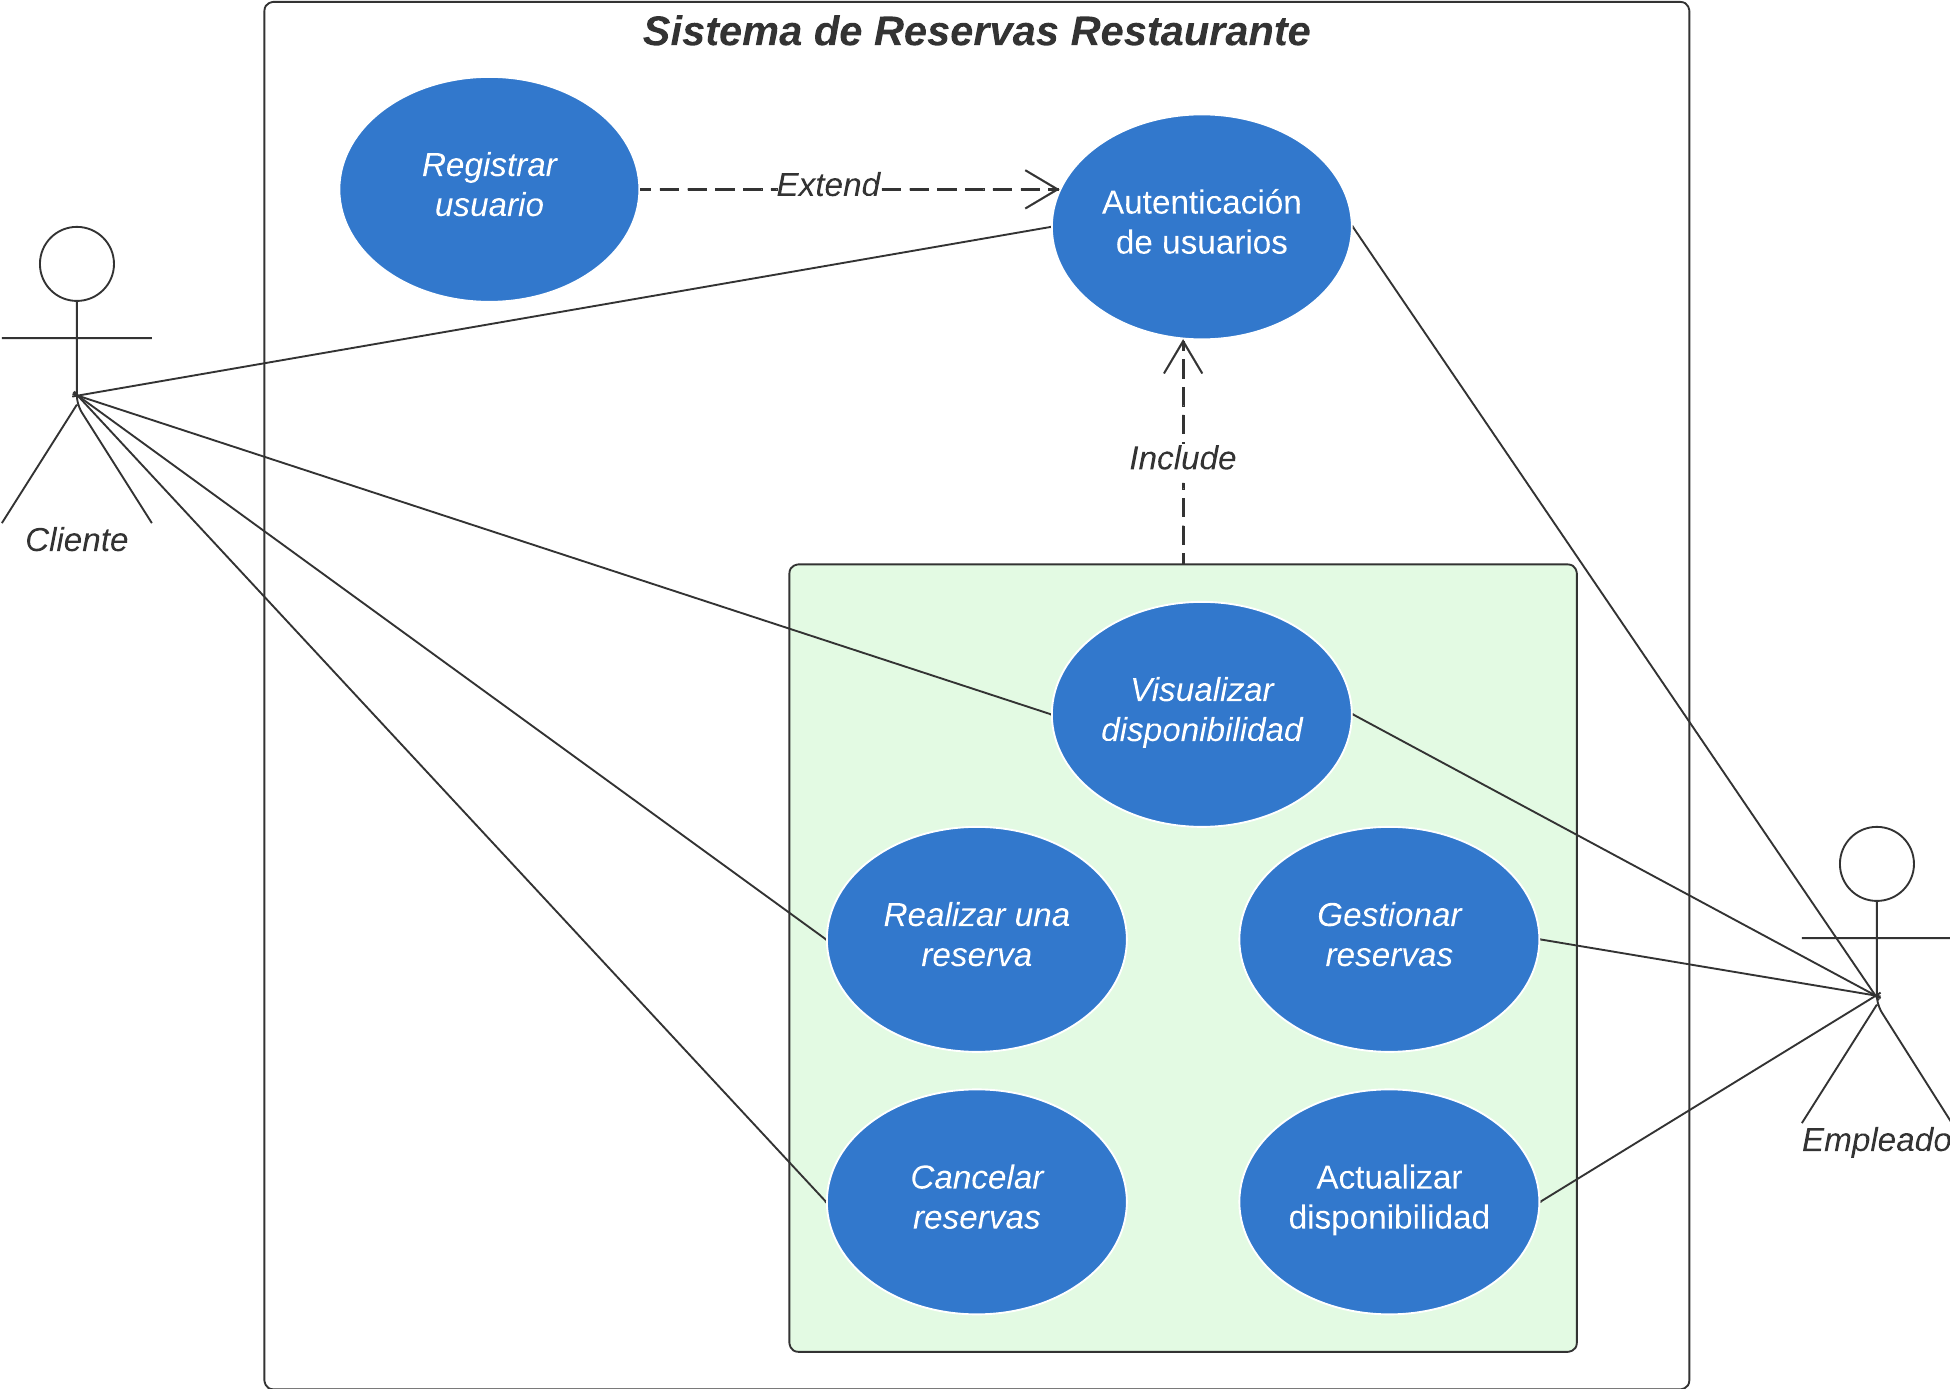 Sistema de Reservas Restaurante
Registrar
usuario
Extend
Autenticación
de usuarios
Cliente
Include
Visualizar
disponibilidad
Realizar una
reserva
Gestionar
reservas
Empleado
Cancelar
reservas
Actualizar
disponibilidad